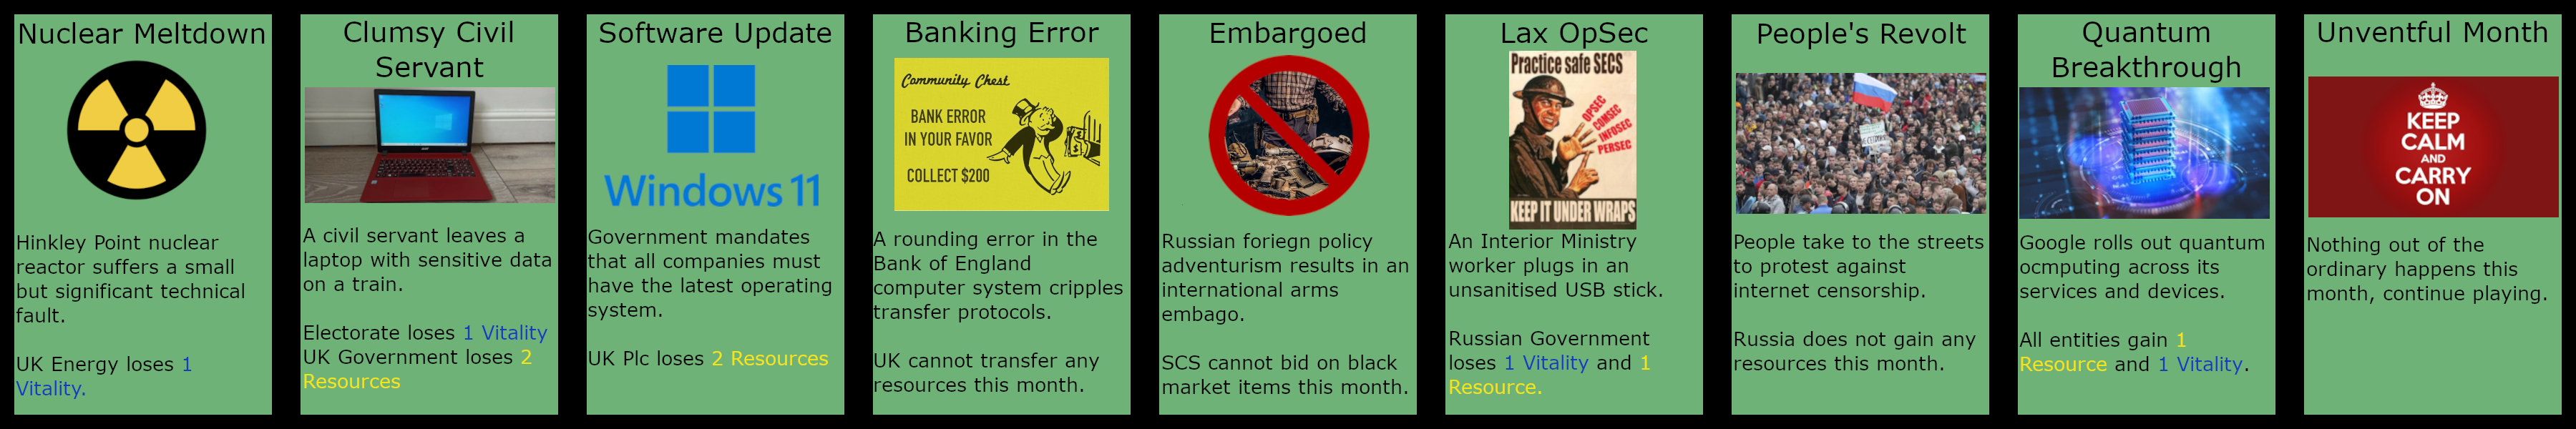 Nuclear Meltdown
Hinkley Point nuclear
reactor suffers a small
but significant technical
fault.
UK Energy loses 1
Vitality.
Clumsy Civil
Servant
A civil servant leaves a
laptop with sensitive data
on a train.
Electorate loses 1 Vitality
UK Government loses 2
Resources
Software Update
Windows 11
Government mandates
that all companies must
have the latest operating
system.
UK Plc loses 2 Resources
Banking Error
Community Chest
BANK ERROR
IN YOUR FAVOR
COLLECT $200
A rounding error in the
Bank of England
computer system cripples
transfer protocols.
UK cannot transfer any
resources this month.
Embargoed
Russian foriegn policy
adventurism results in an
international arms
embago.
SCS cannot bid on black
market items this month.
Lax OpSec
Practice safe SECS
OPSEC
COMSEC
INFOSEC
PERSEC
KEEP IT UNDER WRAPS
An Interior Ministry
worker plugs in an
unsanitised USB stick.
Russian Government
loses 1 Vitality and 1
Resource.
People's Revolt
People take to the streets
to protest against
internet censorship.
Russia does not gain any
resources this month.
Quantum
Breakthrough
Google rolls out quantum
ocmputing across its
services and devices.
All entities gain 1
Resource and 1 Vitality.
Unventful Month
KEEP
CALM
AND
CARRY
ON
Nothing out of the
ordinary happens this
month, continue playing.